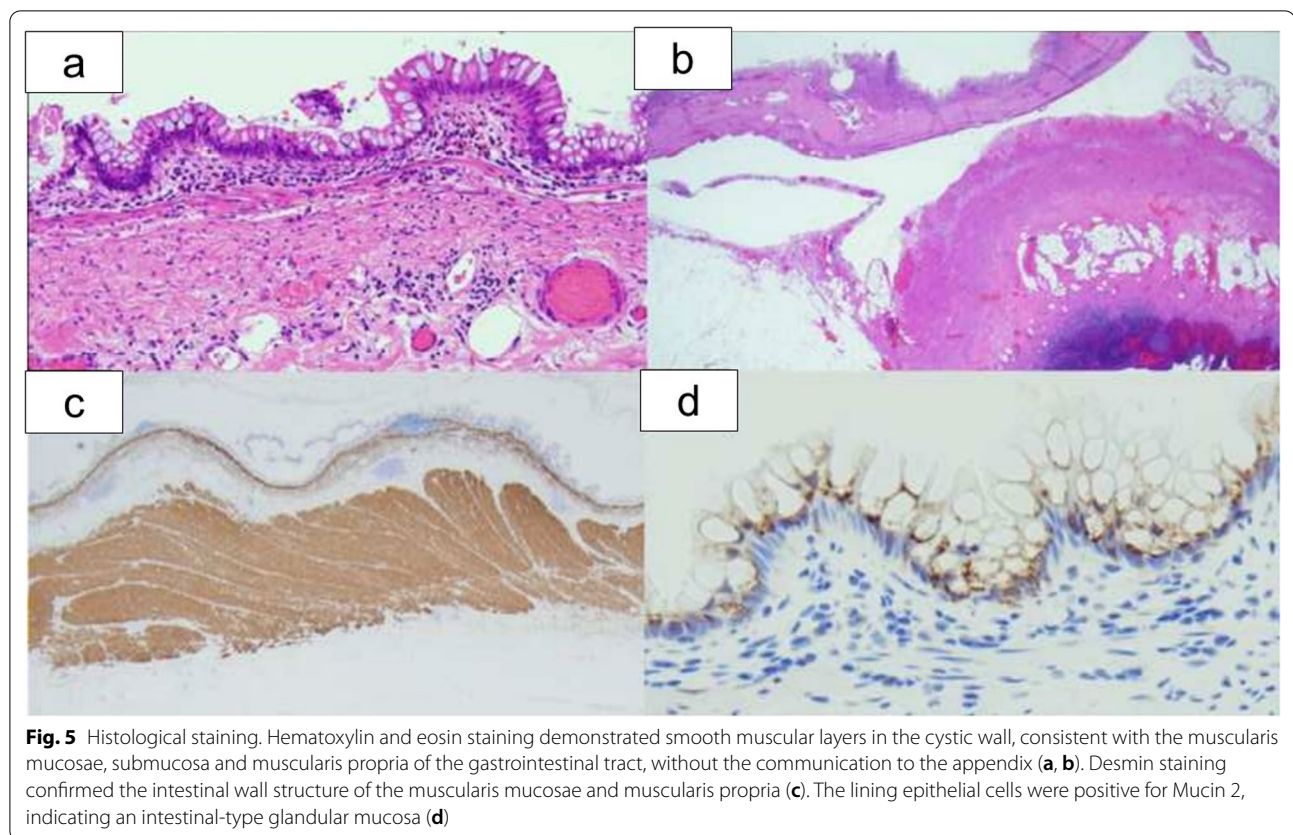 a
b
c
d
Fig. 5 Histological staining. Hematoxylin and eosin staining demonstrated smooth muscular layers in the cystic wall, consistent with the muscularis
mucosae, submucosa and muscularis propria of the gastrointestinal tract, without the communication to the appendix (a, b). Desmin staining
confirmed the intestinal wall structure of the muscularis mucosae and muscularis propria (c). The lining epithelial cells were positive for Mucin 2,
indicating an intestinal-type glandular mucosa (d)